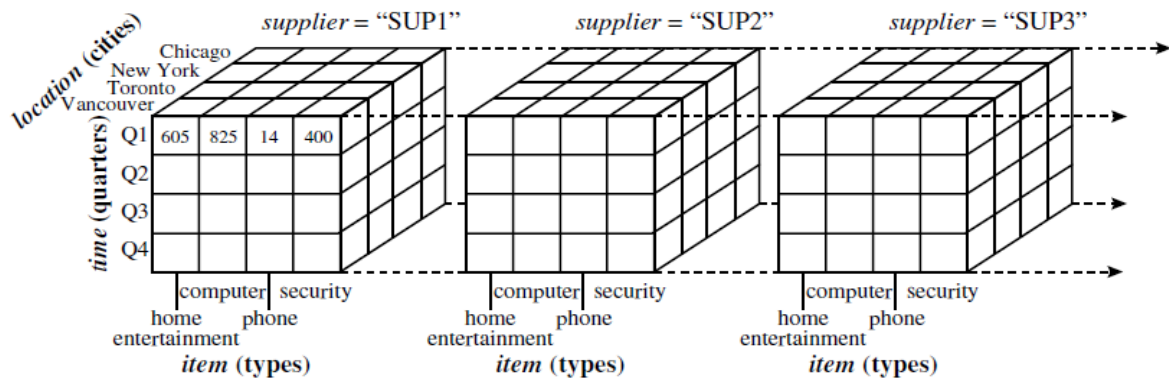 supplier = “SUP1” supplier = “SUP2” supplier = “SUP3”
location (cities)
Chicago
New York
Toronto
Vancouver
time (quarters)
Q1 605 825 14 400
Q2
Q3
Q4
computer security computer security computer security
home phone home phone home phone
entertainment entertainment entertainment
item (types) item (types) item (types)